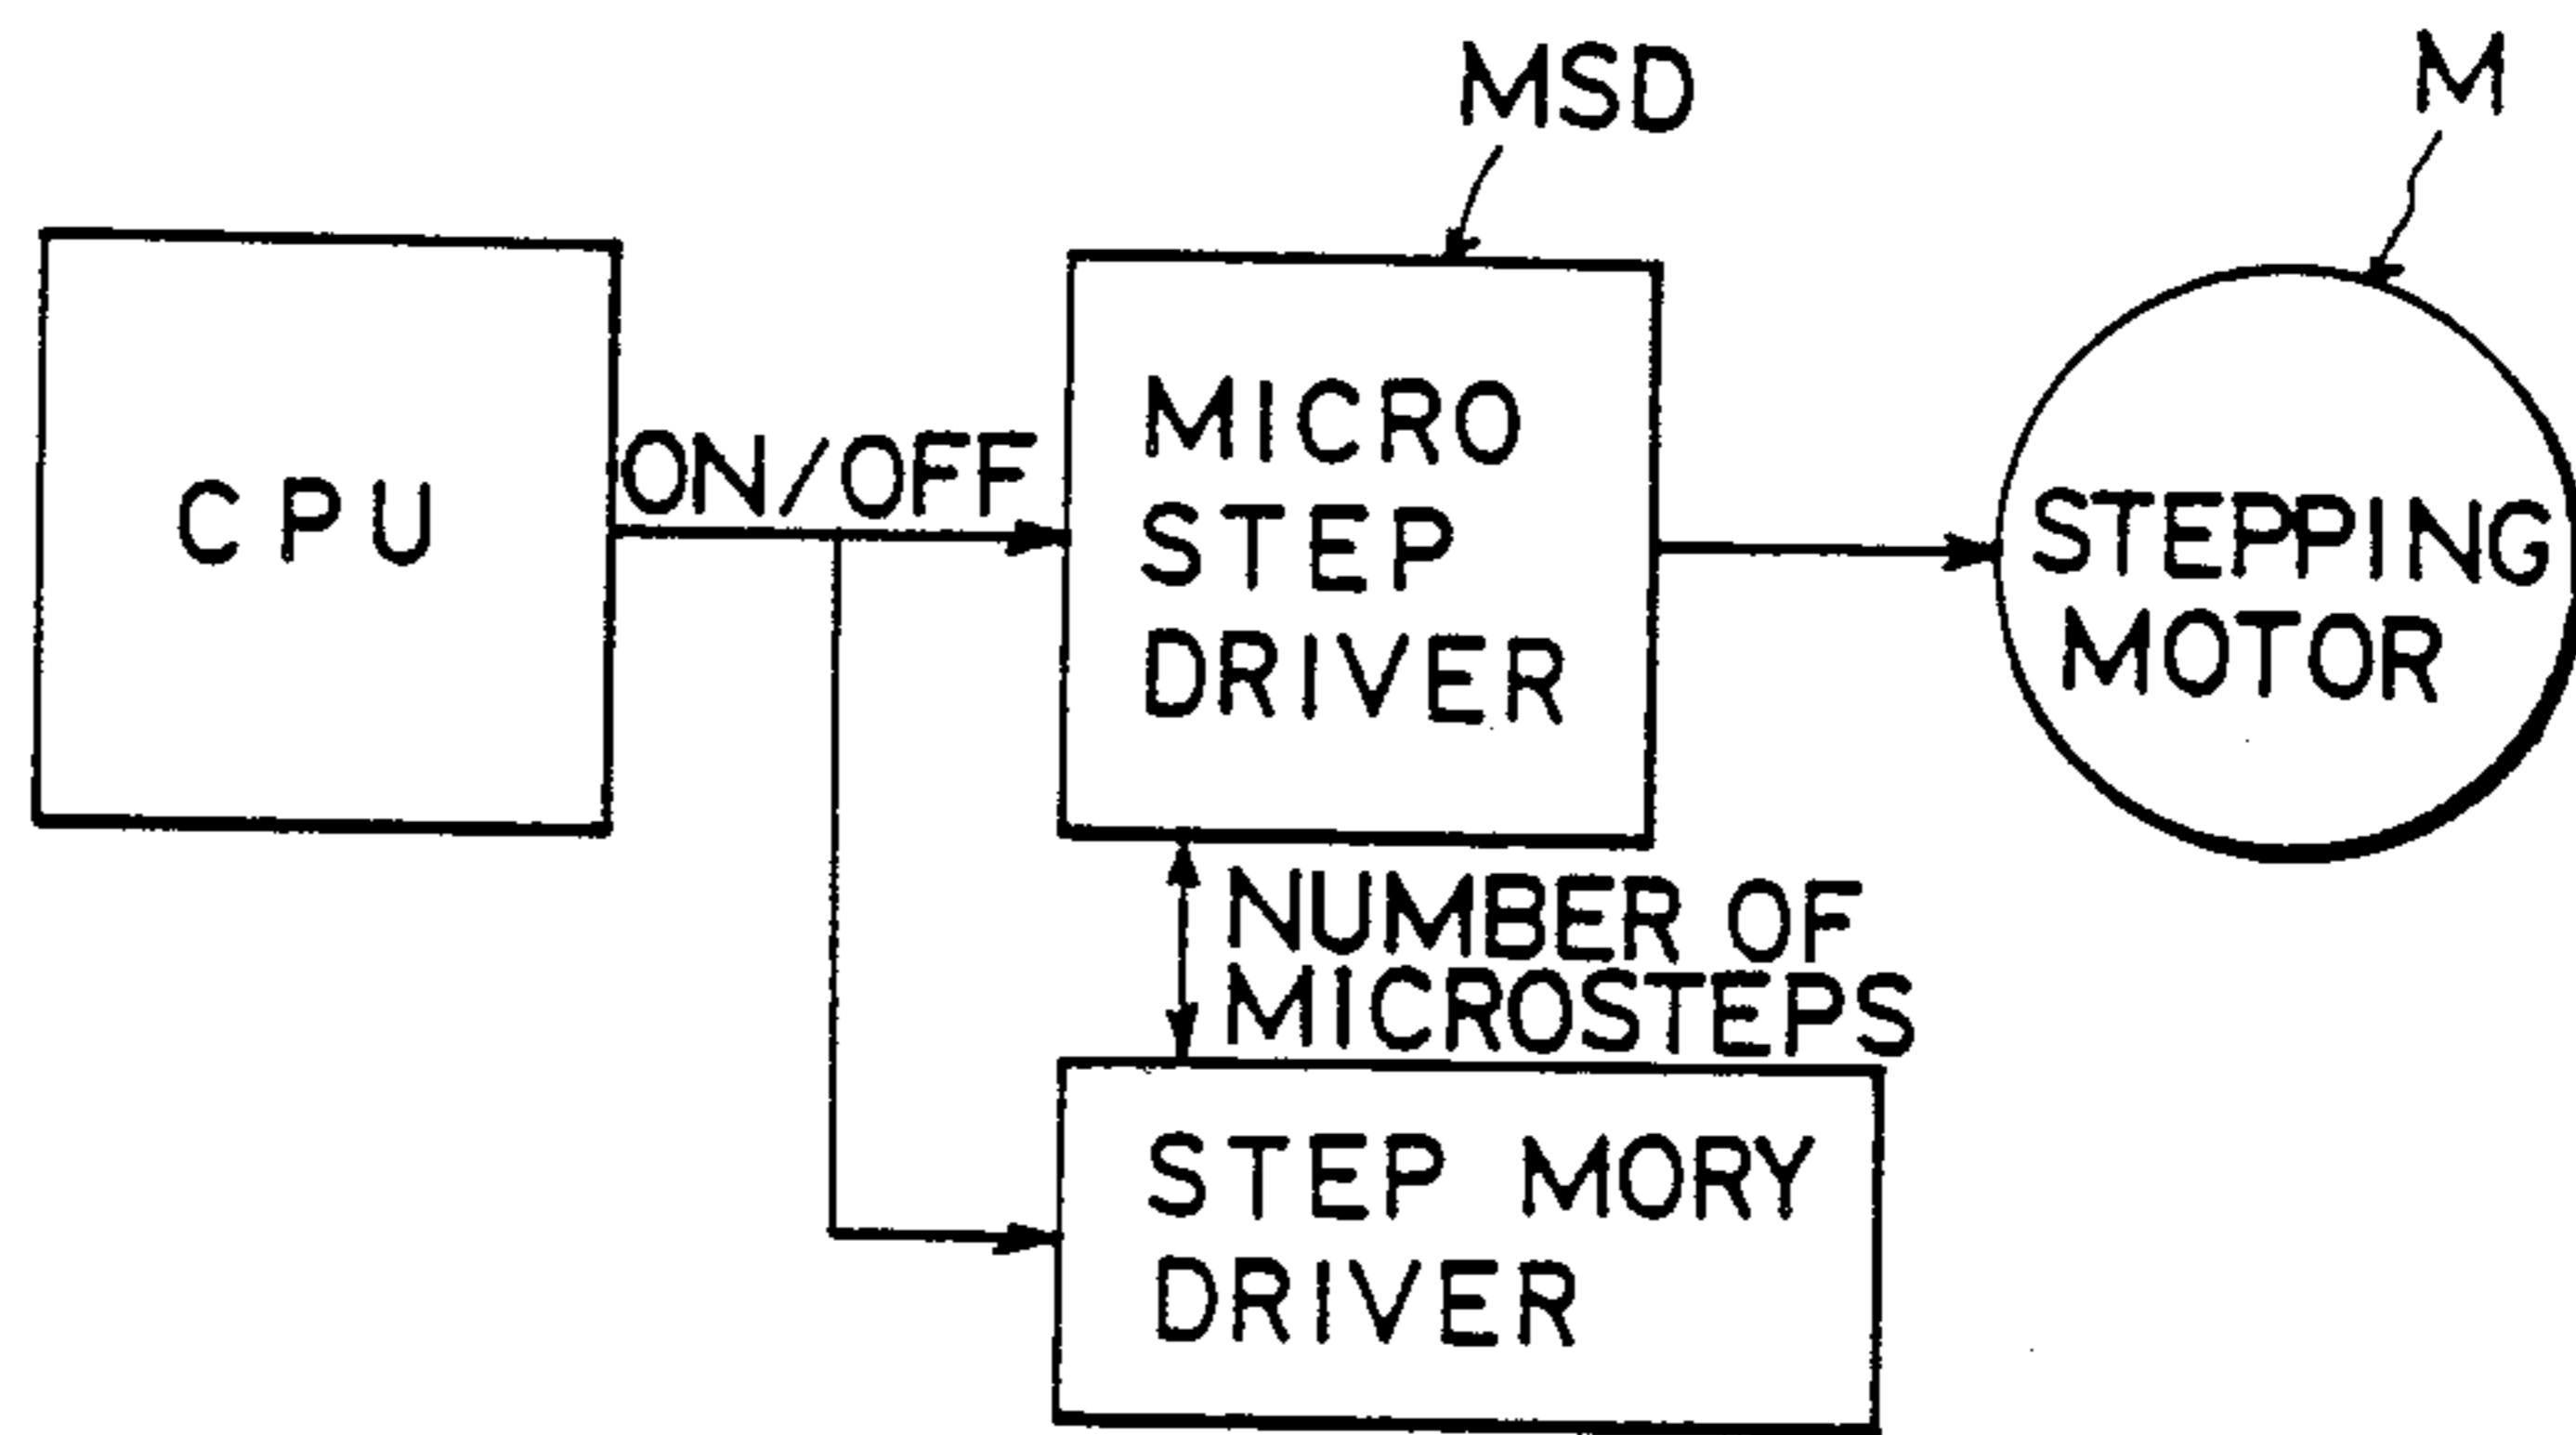 MSD
M
CPU
ON/OFF
MICRO
STEP
DRIVER
STEPPING
MOTOR
NUMBER OF
MICROSTEPS
STEP MORY
DRIVER